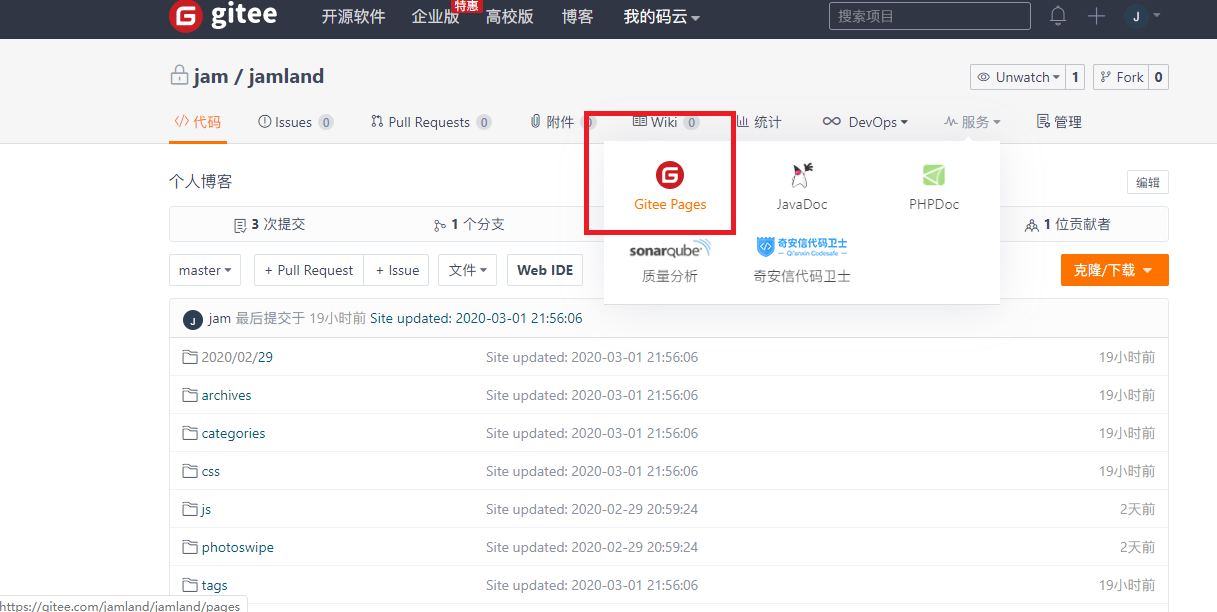 G gitee 开源软件 企业版 特惠 高校版 博客 我的码云 搜索项目 J
jam / jamland Unwatch 1 Fork 0
</> 代码 Issues 0 Pull Requests 0 附件 0 Wiki 0 统计 DevOps 服务 管理
个人博客 编辑
G
Gitee Pages JavaDoc PHPDoc
3 次提交 1 个分支 1 位贡献者
sonarqube 奇安信代码卫士
Qi'anxin Codesafe
质量分析 奇安信代码卫士
master + Pull Request + Issue 文件 Web IDE 克隆/下载
J jam 最后提交于 19小时前 Site updated: 2020-03-01 21:56:06
2020/02/29 Site updated: 2020-03-01 21:56:06 19小时前
archives Site updated: 2020-03-01 21:56:06 19小时前
categories Site updated: 2020-03-01 21:56:06 19小时前
css Site updated: 2020-03-01 21:56:06 19小时前
js Site updated: 2020-02-29 20:59:24 2天前
photoswipe Site updated: 2020-02-29 20:59:24 2天前
tags Site updated: 2020-03-01 21:56:06 19小时前
https://gitee.com/jamland/jamland/pages